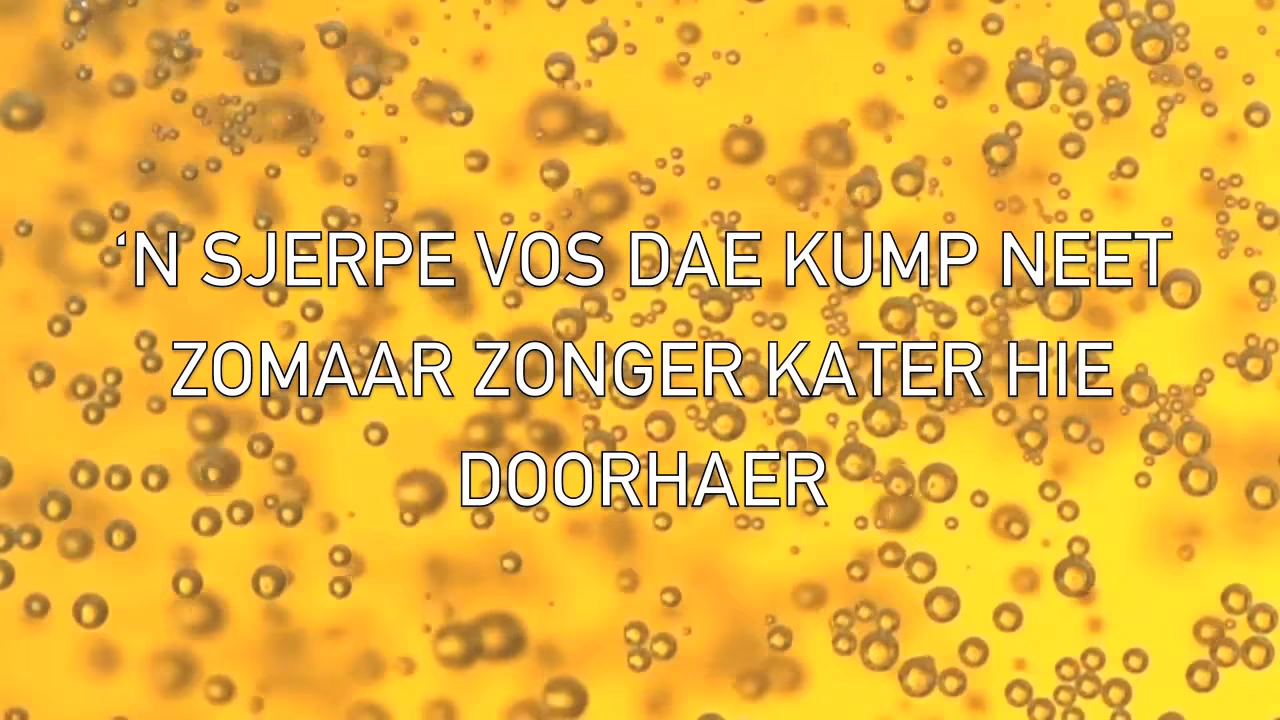 ‘N SJERPE VOS DAE KUMP NEET
ZOMAAR ZONGER KATER HIE
DOORHAER